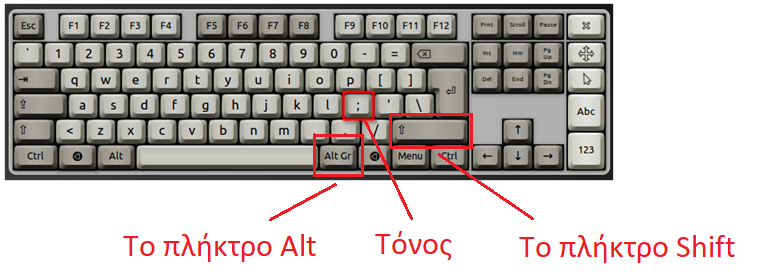 Esc F1 F2 F3 F4 F5 F6 F7 F8 F9 F10 F11 F12 Prnt Scroll Pause
` 1 2 3 4 5 6 7 8 9 0 - = Ins Hm Pg Up
q w e r t y u i o p [ ] Del End Pg Dn
a s d f g h j k l ; ' \ Abc
< z x c v b n m , . /
Ctrl Alt Alt Gr Menu Ctrl 123
Το πλήκτρο Alt Τόνος Το πλήκτρο Shift